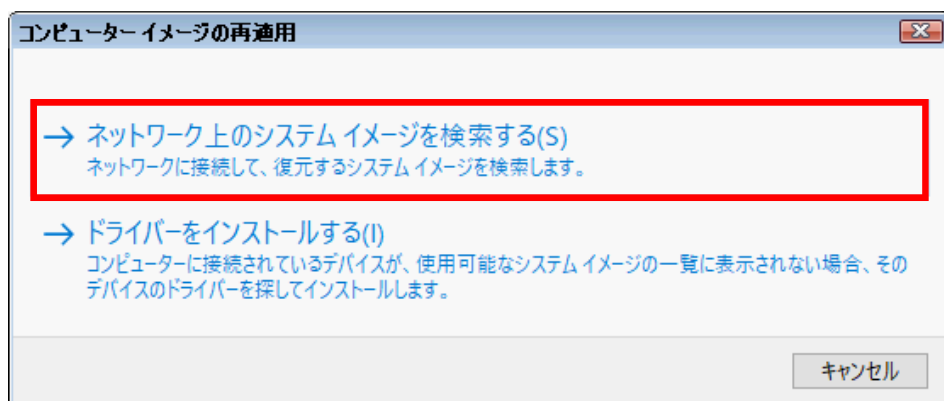 コンピューター イメージの再適用
→ ネットワーク上のシステム イメージを検索する(S)
ネットワークに接続して、復元するシステム イメージを検索します。
→ ドライバーをインストールする(I)
コンピューターに接続されているデバイスが、使用可能なシステム イメージの一覧に表示されない場合、その
デバイスのドライバーを探してインストールします。
キャンセル